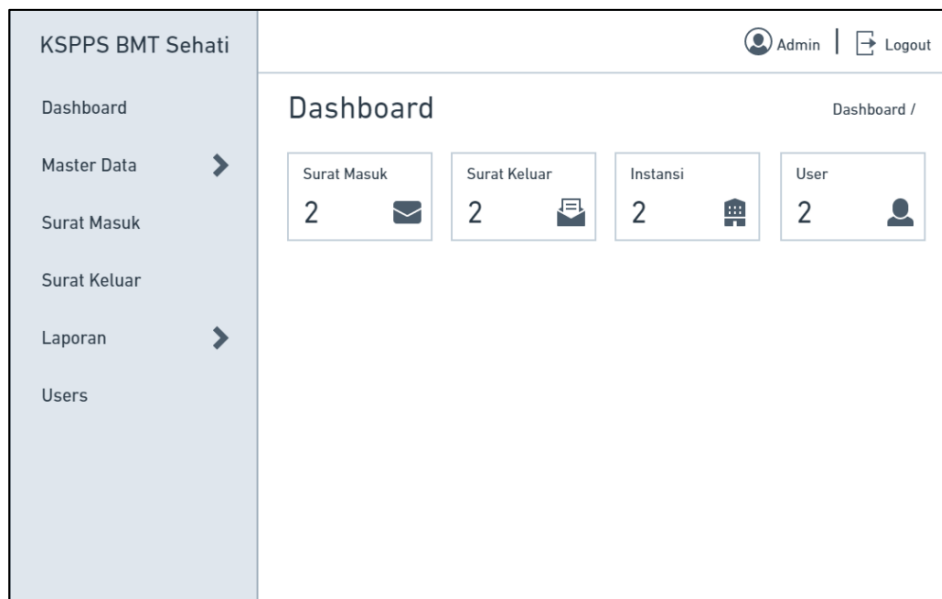 KSPPS BMT Sehati
Admin | Logout
Dashboard
Master Data
Surat Masuk
Surat Keluar
Laporan
Users
Dashboard
Dashboard /
Surat Masuk
2
Surat Keluar
2
Instansi
2
User
2